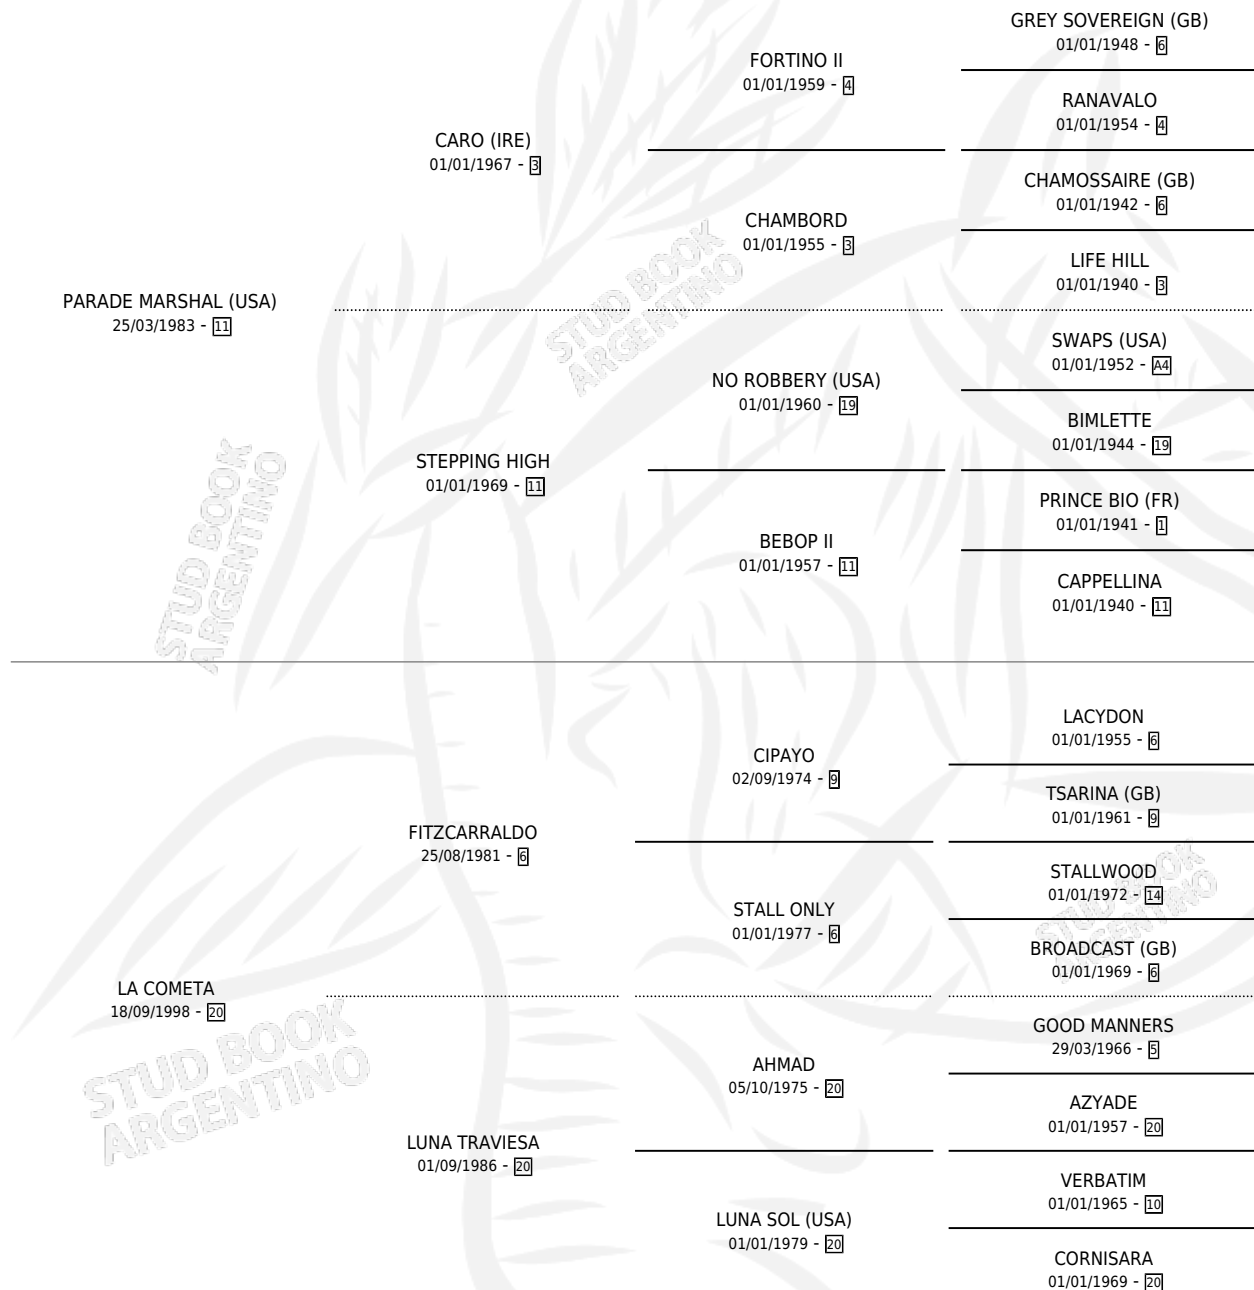 GREY SOVEREIGN (GB)
01/01/1948 - 6
FORTINO II
01/01/1959 - 4
RANAVALO
01/01/1954 - 4
CARO (IRE)
01/01/1967 - 3
CHAMOSSAIRE (GB)
01/01/1942 - 6
CHAMBORD
01/01/1955 - 3
LIFE HILL
01/01/1940 - 3
PARADE MARSHAL (USA)
25/03/1983 - 11
SWAPS (USA)
01/01/1952 - A4
NO ROBBERY (USA)
01/01/1960 - 19
BIMLETTE
01/01/1944 - 19
STEPPING HIGH
01/01/1969 - 11
PRINCE BIO (FR)
01/01/1941 - 1
BEBOP II
01/01/1957 - 11
CAPPELLINA
01/01/1940 - 11
LACYDON
01/01/1955 - 6
CIPAYO
02/09/1974 - 9
TSARINA (GB)
01/01/1961 - 9
FITZCARRALDO
25/08/1981 - 6
STALLWOOD
01/01/1972 - 14
STALL ONLY
01/01/1977 - 6
BROADCAST (GB)
01/01/1969 - 6
LA COMETA
18/09/1998 - 20
GOOD MANNERS
29/03/1966 - 5
AHMAD
05/10/1975 - 20
AZYADE
01/01/1957 - 20
LUNA TRAVIESA
01/09/1986 - 20
VERBATIM
01/01/1965 - 10
LUNA SOL (USA)
01/01/1979 - 20
CORNISARA
01/01/1969 - 20
STUD BOOK
ARGENTINO
STUD BOOK
ARGENTINO
STUD BOOK
ARGENTINO
STUD BOOK
ARGENTINO